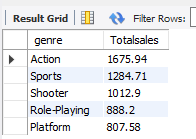 Result Grid Filter Rows:
genre Totalsales
Action 1675.94
Sports 1284.71
Shooter 1012.9
Role-Playing 888.2
Platform 807.58